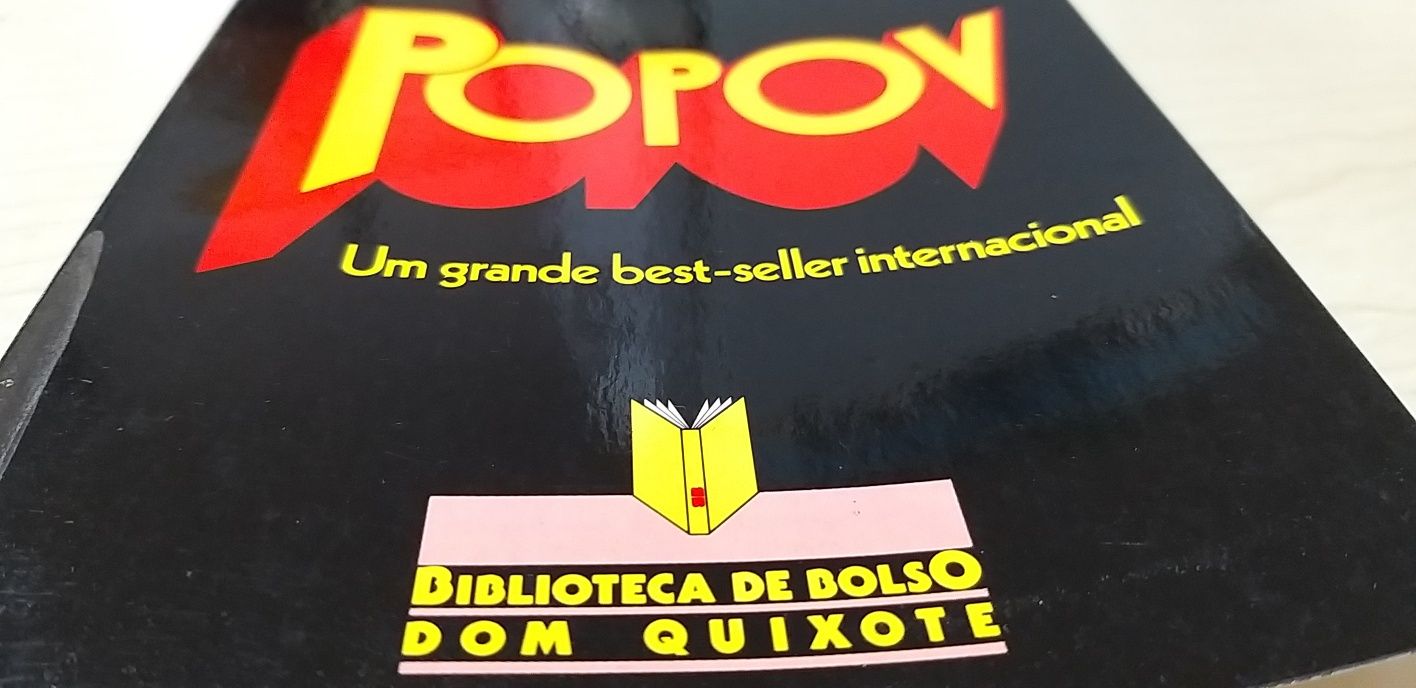 POPOV
Um grande best-seller internacional
BIBLIOTECA DE BOLSO
DOM QUIXOTE